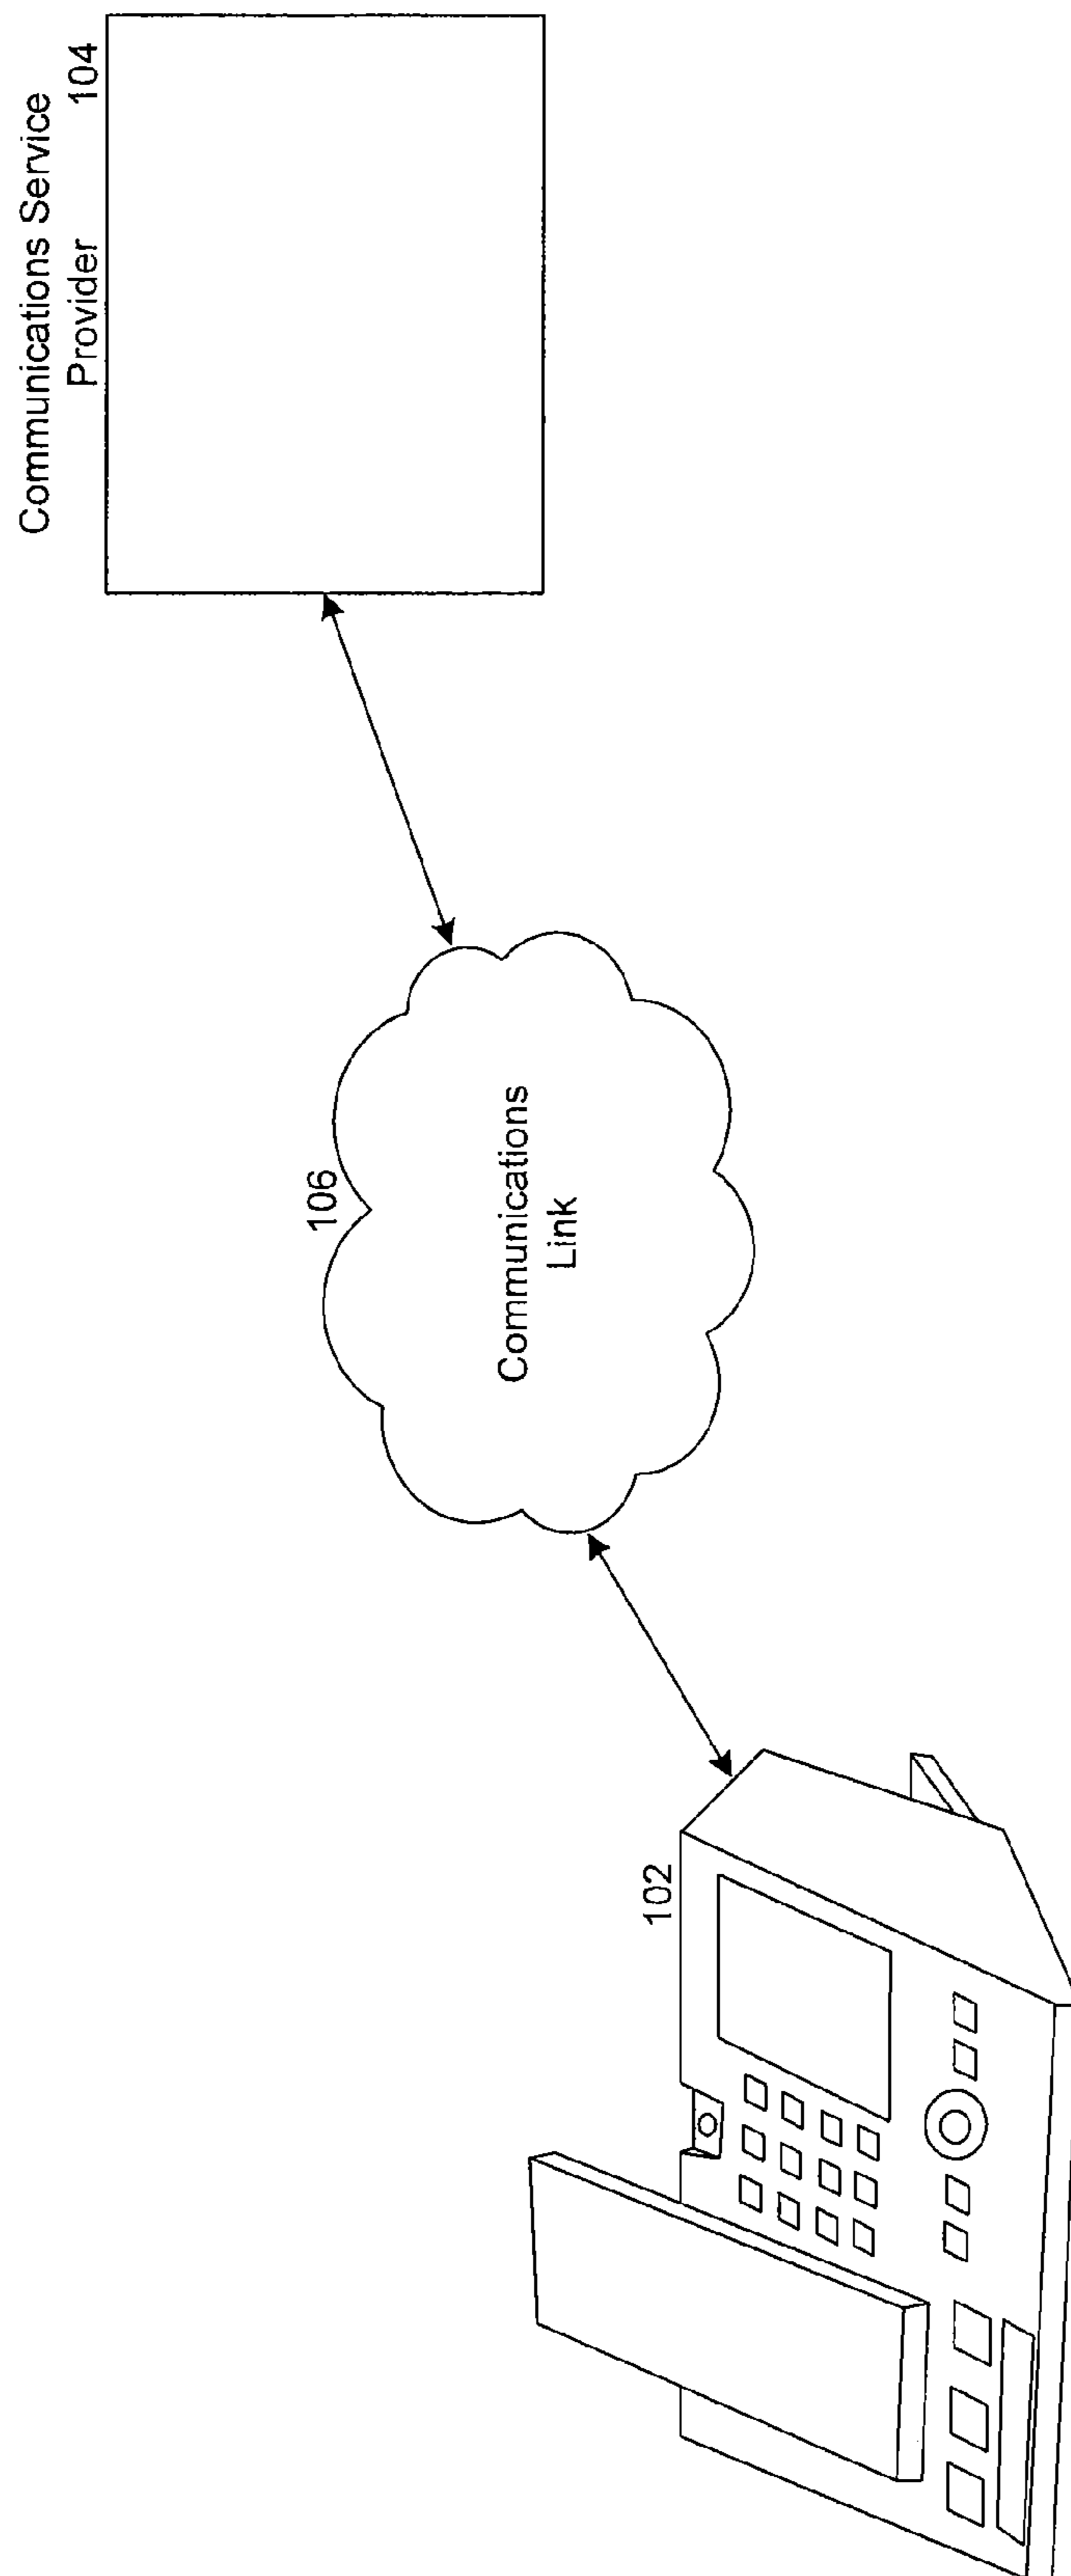 Communications Service
Provider 104
106
Communications
Link
102